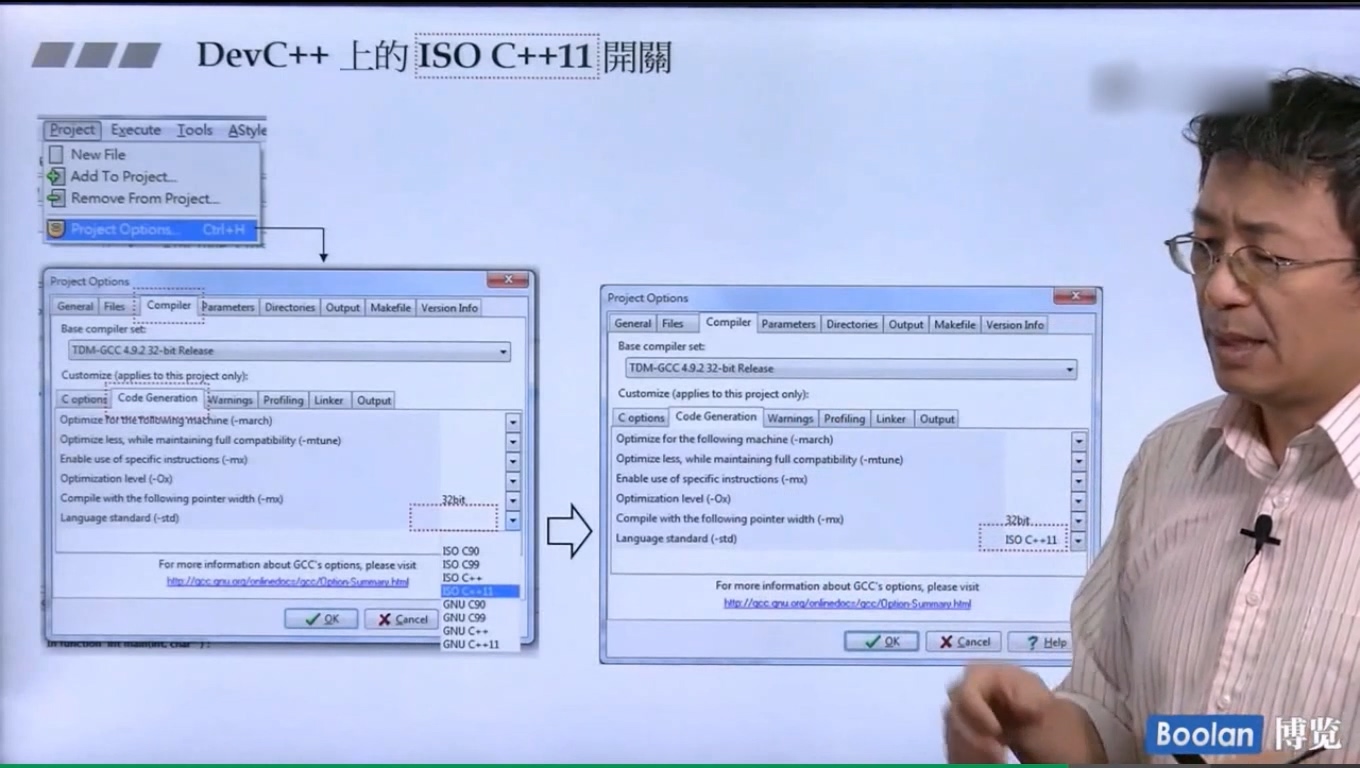 DevC++ 上的 ISO C++11 開關
Project Execute Tools AStyle
New File
Add To Project...
Remove From Project...
Project Options... Ctrl+H
Project Options
General Files Compiler Parameters Directories Output Makefile Version Info
Base compiler set:
TDM-GCC 4.9.2 32-bit Release
Customize (applies to this project only):
C options Code Generation Warnings Profiling Linker Output
Optimize for the following machine (-march)
Optimize less, while maintaining full compatibility (-mtune)
Enable use of specific instructions (-mx)
Optimization level (-Ox)
Compile with the following pointer width (-mx) 32bit
Language standard (-std)
ISO C90
ISO C99
ISO C++
ISO C++11
GNU C90
GNU C99
GNU C++
GNU C++11
For more information about GCC's options, please visit
http://gcc.gnu.org/onlinedocs/gcc/Option-Summary.html
OK Cancel
In function 'int main(int, char**)':
Project Options
General Files Compiler Parameters Directories Output Makefile Version Info
Base compiler set:
TDM-GCC 4.9.2 32-bit Release
Customize (applies to this project only):
C options Code Generation Warnings Profiling Linker Output
Optimize for the following machine (-march)
Optimize less, while maintaining full compatibility (-mtune)
Enable use of specific instructions (-mx)
Optimization level (-Ox)
Compile with the following pointer width (-mx) 32bit
Language standard (-std) ISO C++11
For more information about GCC's options, please visit
http://gcc.gnu.org/onlinedocs/gcc/Option-Summary.html
OK Cancel Help
Boolan 博览